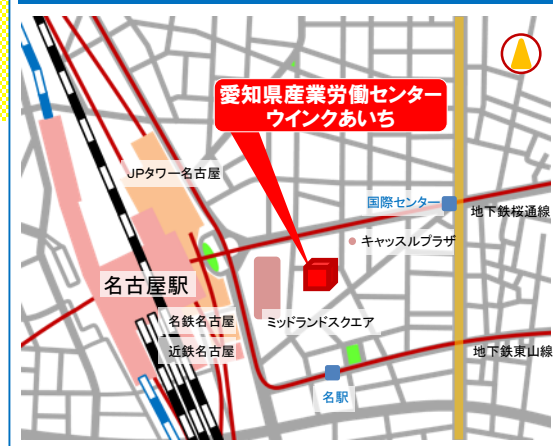 愛知県産業労働センター
ウインクあいち
JPタワー名古屋
国際センター
地下鉄桜通線
キャッスルプラザ
名古屋駅
名鉄名古屋
ミッドランドスクエア
近鉄名古屋
地下鉄東山線
名駅